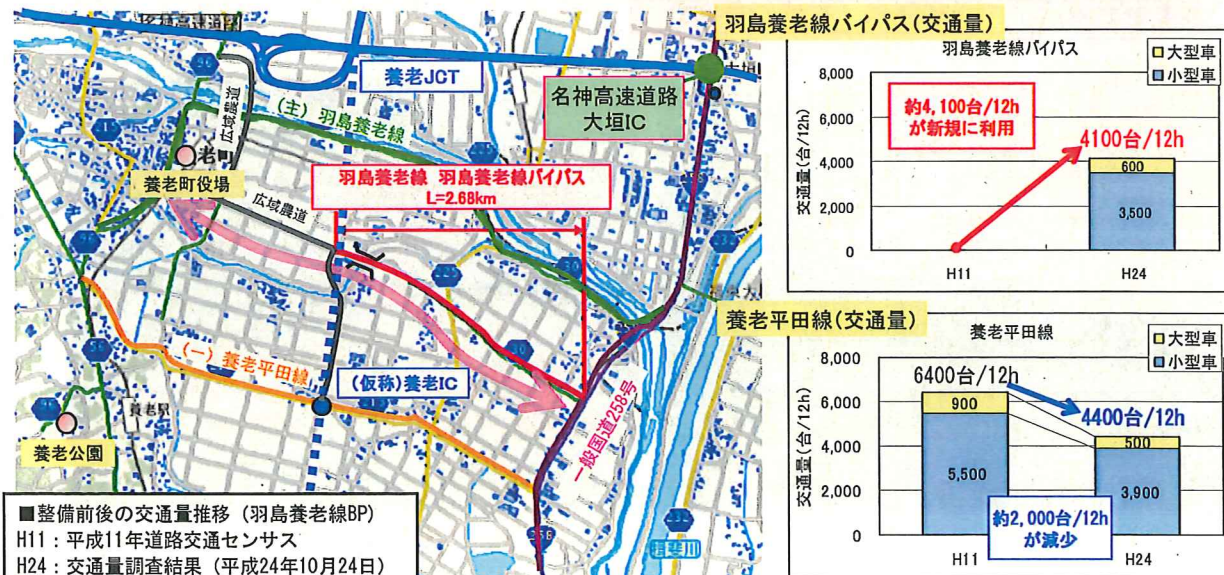 養老JCT
名神高速道路
大垣IC
(主)羽島養老線
広域農道
老町
養老町役場
羽島養老線 羽島養老線バイパス
L=2.68km
広域農道
(一)養老平田線
(仮称)養老IC
一般国道258号
養老駅
養老公園
揖斐川
258
■整備前後の交通量推移(羽島養老線BP)
H11:平成11年道路交通センサス
H24:交通量調査結果(平成24年10月24日)
羽島養老線バイパス(交通量)
羽島養老線バイパス
大型車
小型車
交通量(台/12h)
8,000
6,000
4,000
2,000
0
約4,100台/12h
が新規に利用
4100台/12h
600
3,500
H11
H24
養老平田線(交通量)
養老平田線
大型車
小型車
交通量(台/12h)
8,000
6,000
4,000
2,000
0
6400台/12h
4400台/12h
900
5,500
500
3,900
約2,000台/12h
が減少
H11
H24